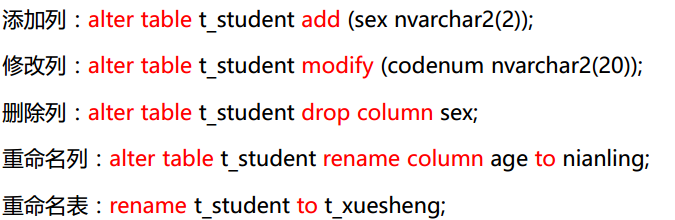 添加列：alter table t_student add (sex nvarchar2(2));
修改列：alter table t_student modify (codenum nvarchar2(20));
删除列：alter table t_student drop column sex;
重命名列：alter table t_student rename column age to nianling;
重命名表：rename t_student to t_xuesheng;